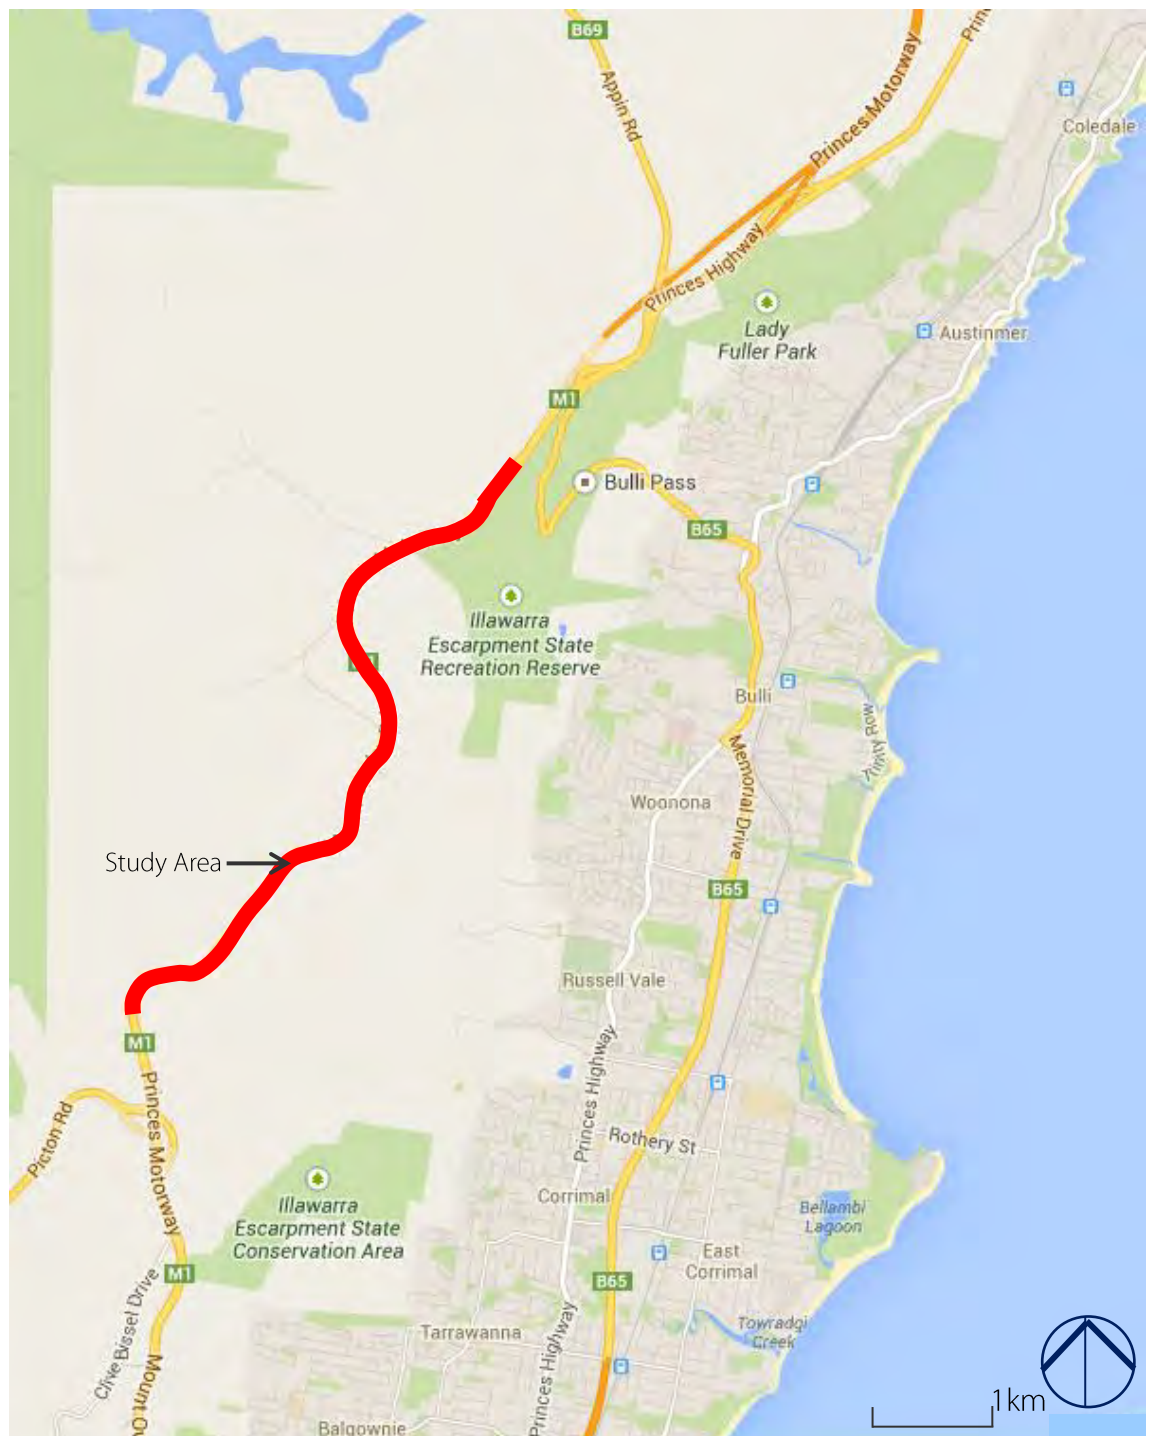 B69
Appin Rd
Princes Motorway
Prin
Coledale
Princes Highway
Lady
Fuller Park
Austinmer
M1
Bulli Pass
B65
Illawarra
Escarpment State
Recreation Reserve
Bulli
Memorial Drive
Woonona
Study Area
B65
Russell Vale
M1
Princes Highway
Princes Motorway
Picton Rd
Rothery St
Illawarra
Escarpment State
Conservation Area
Corrimal
Bellambi
Lagoon
East
Corrimal
M1
B65
Clive Bissel Drive
Tarrawanna
Towradgi
Creek
Princes Highway
Mount O
1km
Balgownie